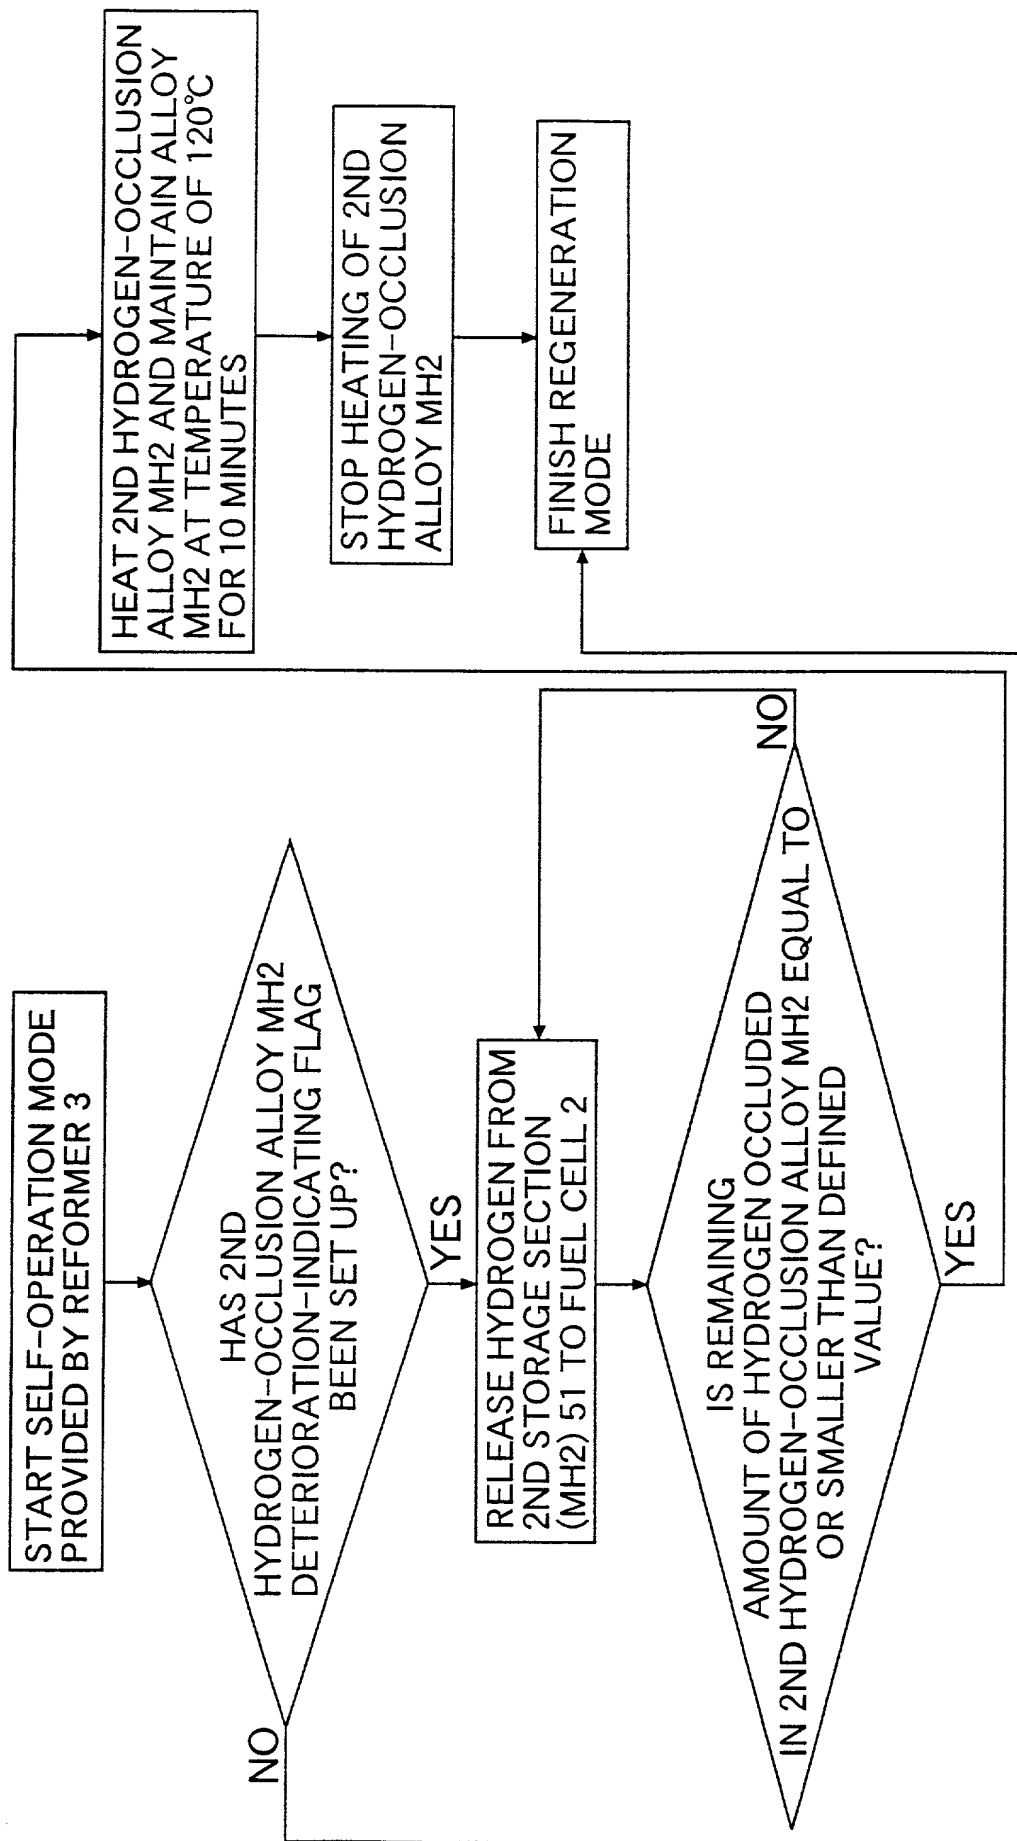 START SELF-OPERATION MODE
PROVIDED BY REFORMER 3
HAS 2ND
HYDROGEN-OCCLUSION ALLOY MH2
DETERIORATION-INDICATING FLAG
BEEN SET UP?
NO
YES
RELEASE HYDROGEN FROM
2ND STORAGE SECTION
(MH2) 51 TO FUEL CELL 2
IS REMAINING
AMOUNT OF HYDROGEN OCCLUDED
IN 2ND HYDROGEN-OCCLUSION ALLOY MH2 EQUAL TO
OR SMALLER THAN DEFINED
VALUE?
NO
YES
HEAT 2ND HYDROGEN-OCCLUSION
ALLOY MH2 AND MAINTAIN ALLOY
MH2 AT TEMPERATURE OF 120°C
FOR 10 MINUTES
STOP HEATING OF 2ND
HYDROGEN-OCCLUSION
ALLOY MH2
FINISH REGENERATION
MODE